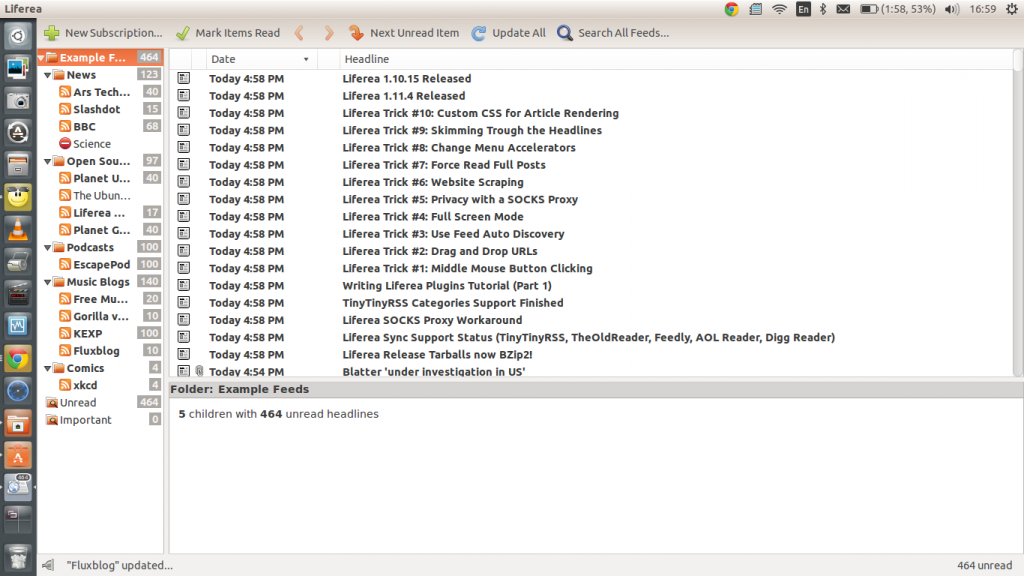 Liferea
En
(1:58, 53%)
16:59
New Subscription...
Mark Items Read
Next Unread Item
Update All
Search All Feeds...
Example F... 464
News 123
Ars Tech... 40
Slashdot 15
BBC 68
Science
Open Sou... 97
Planet U... 40
The Ubun...
Liferea ... 17
Planet G... 40
Podcasts 100
EscapePod 100
Music Blogs 140
Free Mu... 20
Gorilla v... 10
KEXP 100
Fluxblog 10
Comics 4
xkcd 4
Unread 464
Important 0
Date Headline
Today 4:58 PM Liferea 1.10.15 Released
Today 4:58 PM Liferea 1.11.4 Released
Today 4:58 PM Liferea Trick #10: Custom CSS for Article Rendering
Today 4:58 PM Liferea Trick #9: Skimming Trough the Headlines
Today 4:58 PM Liferea Trick #8: Change Menu Accelerators
Today 4:58 PM Liferea Trick #7: Force Read Full Posts
Today 4:58 PM Liferea Trick #6: Website Scraping
Today 4:58 PM Liferea Trick #5: Privacy with a SOCKS Proxy
Today 4:58 PM Liferea Trick #4: Full Screen Mode
Today 4:58 PM Liferea Trick #3: Use Feed Auto Discovery
Today 4:58 PM Liferea Trick #2: Drag and Drop URLs
Today 4:58 PM Liferea Trick #1: Middle Mouse Button Clicking
Today 4:58 PM Writing Liferea Plugins Tutorial (Part 1)
Today 4:58 PM TinyTinyRSS Categories Support Finished
Today 4:58 PM Liferea SOCKS Proxy Workaround
Today 4:58 PM Liferea Sync Support Status (TinyTinyRSS, TheOldReader, Feedly, AOL Reader, Digg Reader)
Today 4:58 PM Liferea Release Tarballs now BZip2!
Today 4:54 PM Blatter 'under investigation in US'
Folder: Example Feeds
5 children with 464 unread headlines
"Fluxblog" updated...
464 unread